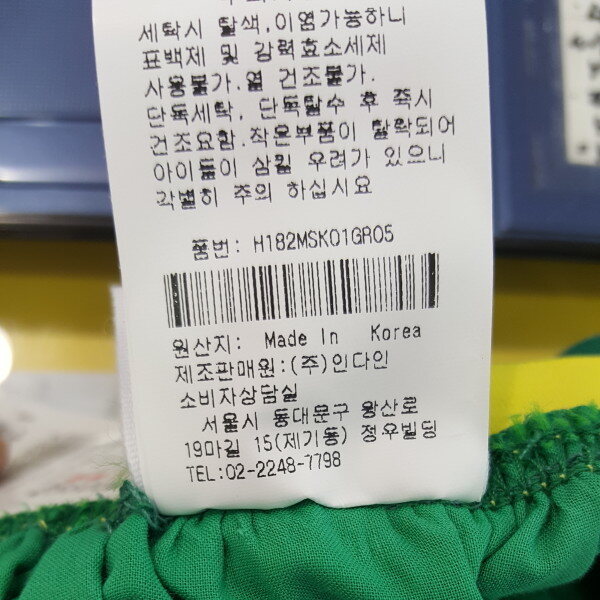 세탁시 탈색,이염가능하니
표백제 및 강력효소세제
사용불가.열 건조불가.
단독세탁, 단독탈수 후 즉시
건조요함.작은부품이 탈락되어
아이들이 삼킬 우려가 있으니
각별히 주의 하십시요
품번: H182MSK01GR05
원산지: Made In Korea
제조판매원:(주)인다인
소비자상담실
서울시 동대문구 왕산로
19마길 15(제기동) 정우빌딩
TEL:02-2248-7798